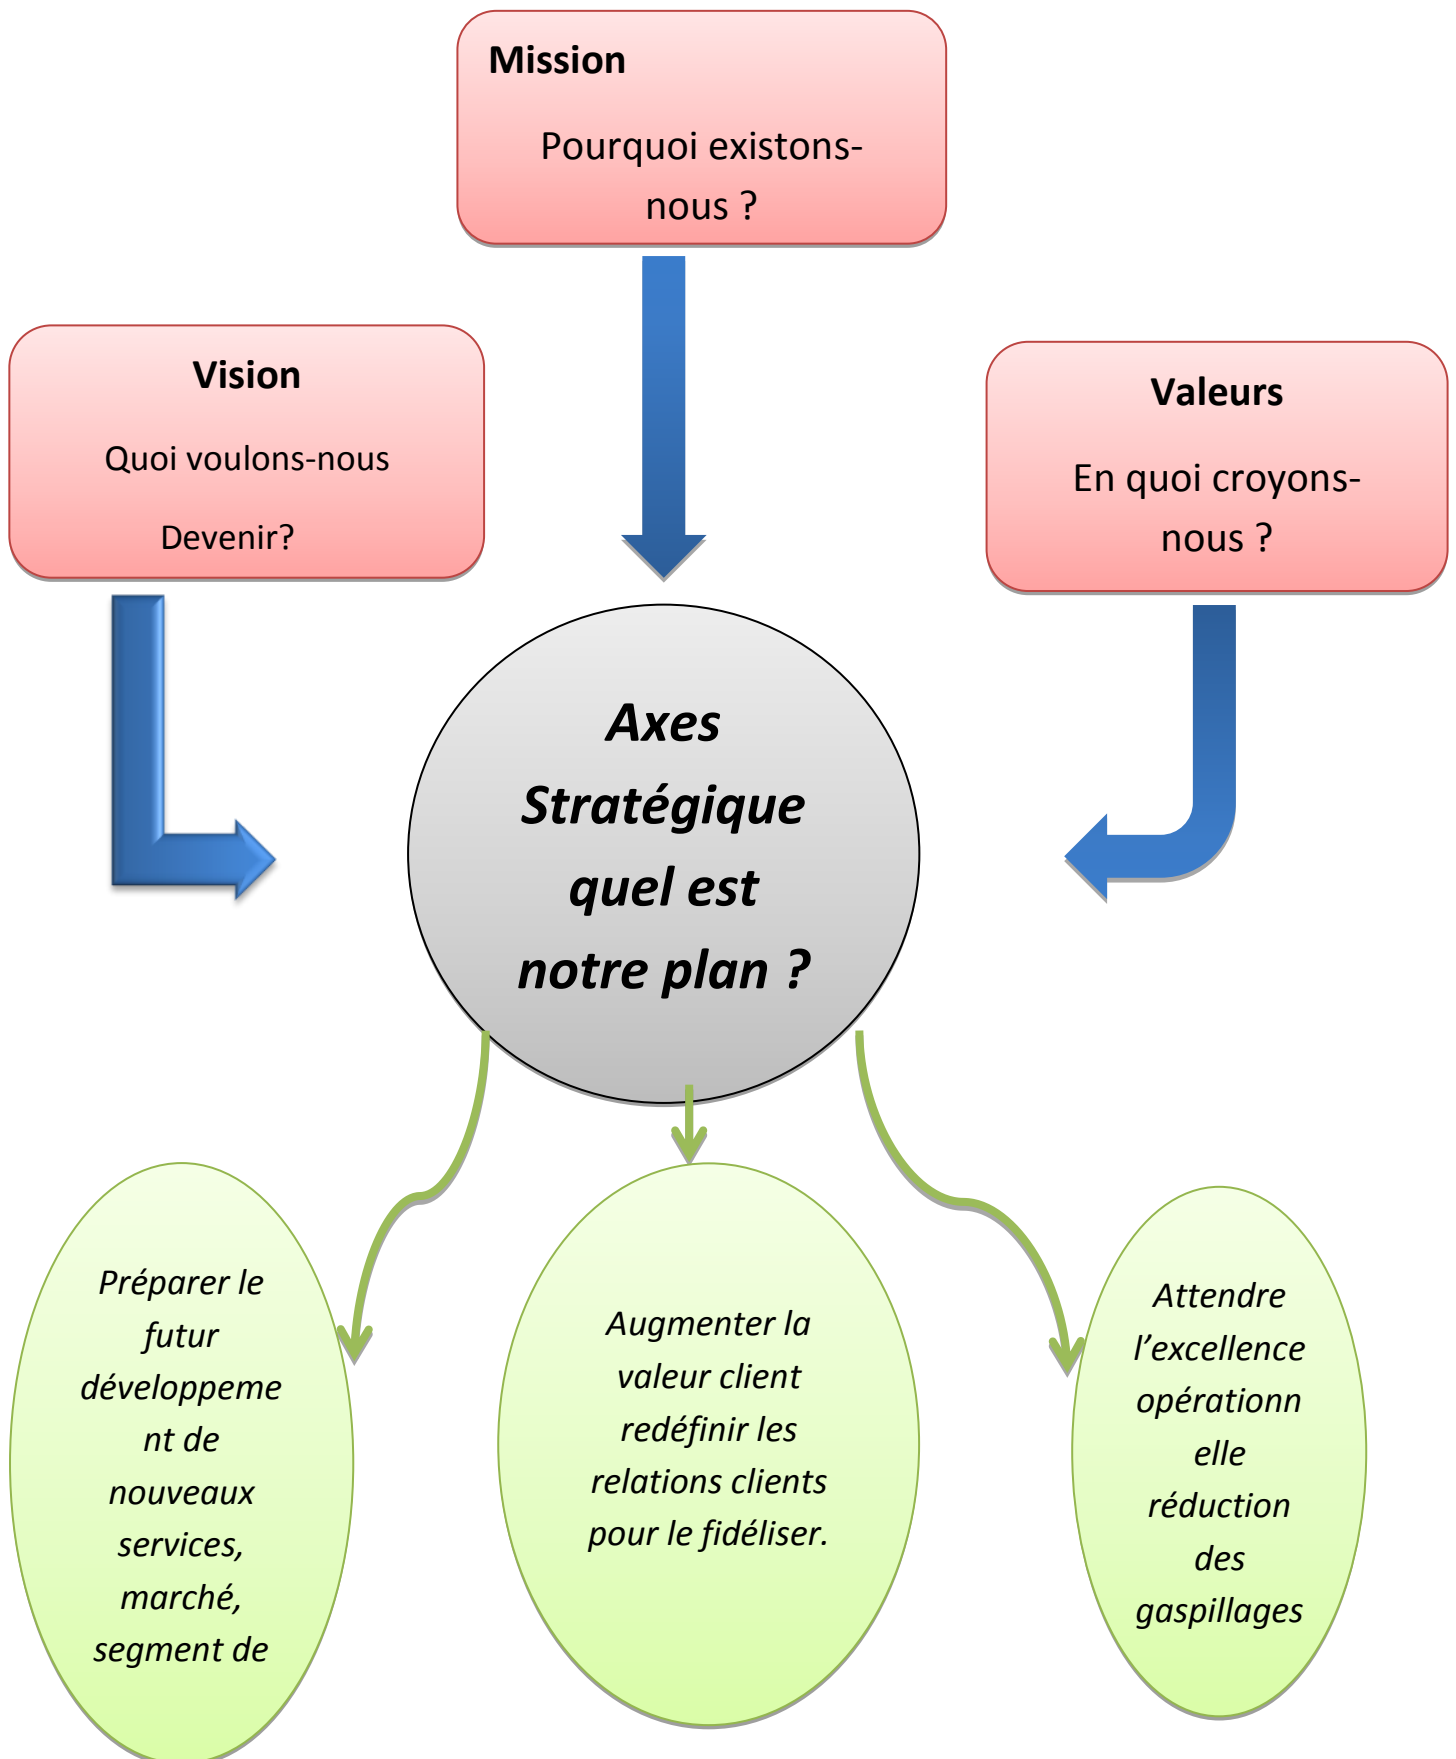 Mission
Pourquoi existons-
nous ?
Vision
Quoi voulons-nous
Devenir?
Valeurs
En quoi croyons-
nous ?
Axes
Stratégique
quel est
notre plan ?
Préparer le
futur
développeme
nt de
nouveaux
services,
marché,
segment de
Augmenter la
valeur client
redéfinir les
relations clients
pour le fidéliser.
Attendre
l’excellence
opérationn
elle
réduction
des
gaspillages